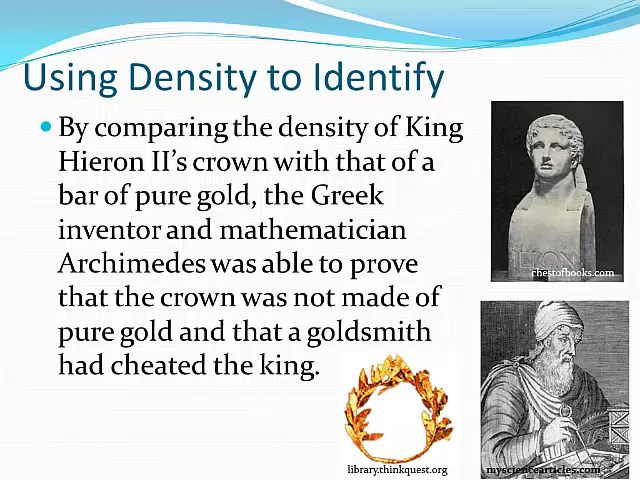 Using Density to Identify
By comparing the density of King
Hieron II's crown with that of a
bar of pure gold, the Greek
inventor and mathematician
Archimedes was able to prove
that the crown was not made of
pure gold and that a goldsmith
had cheated the king.
HIERON
chestofbooks.com
library.thinkquest.org
mysciencearticles.com